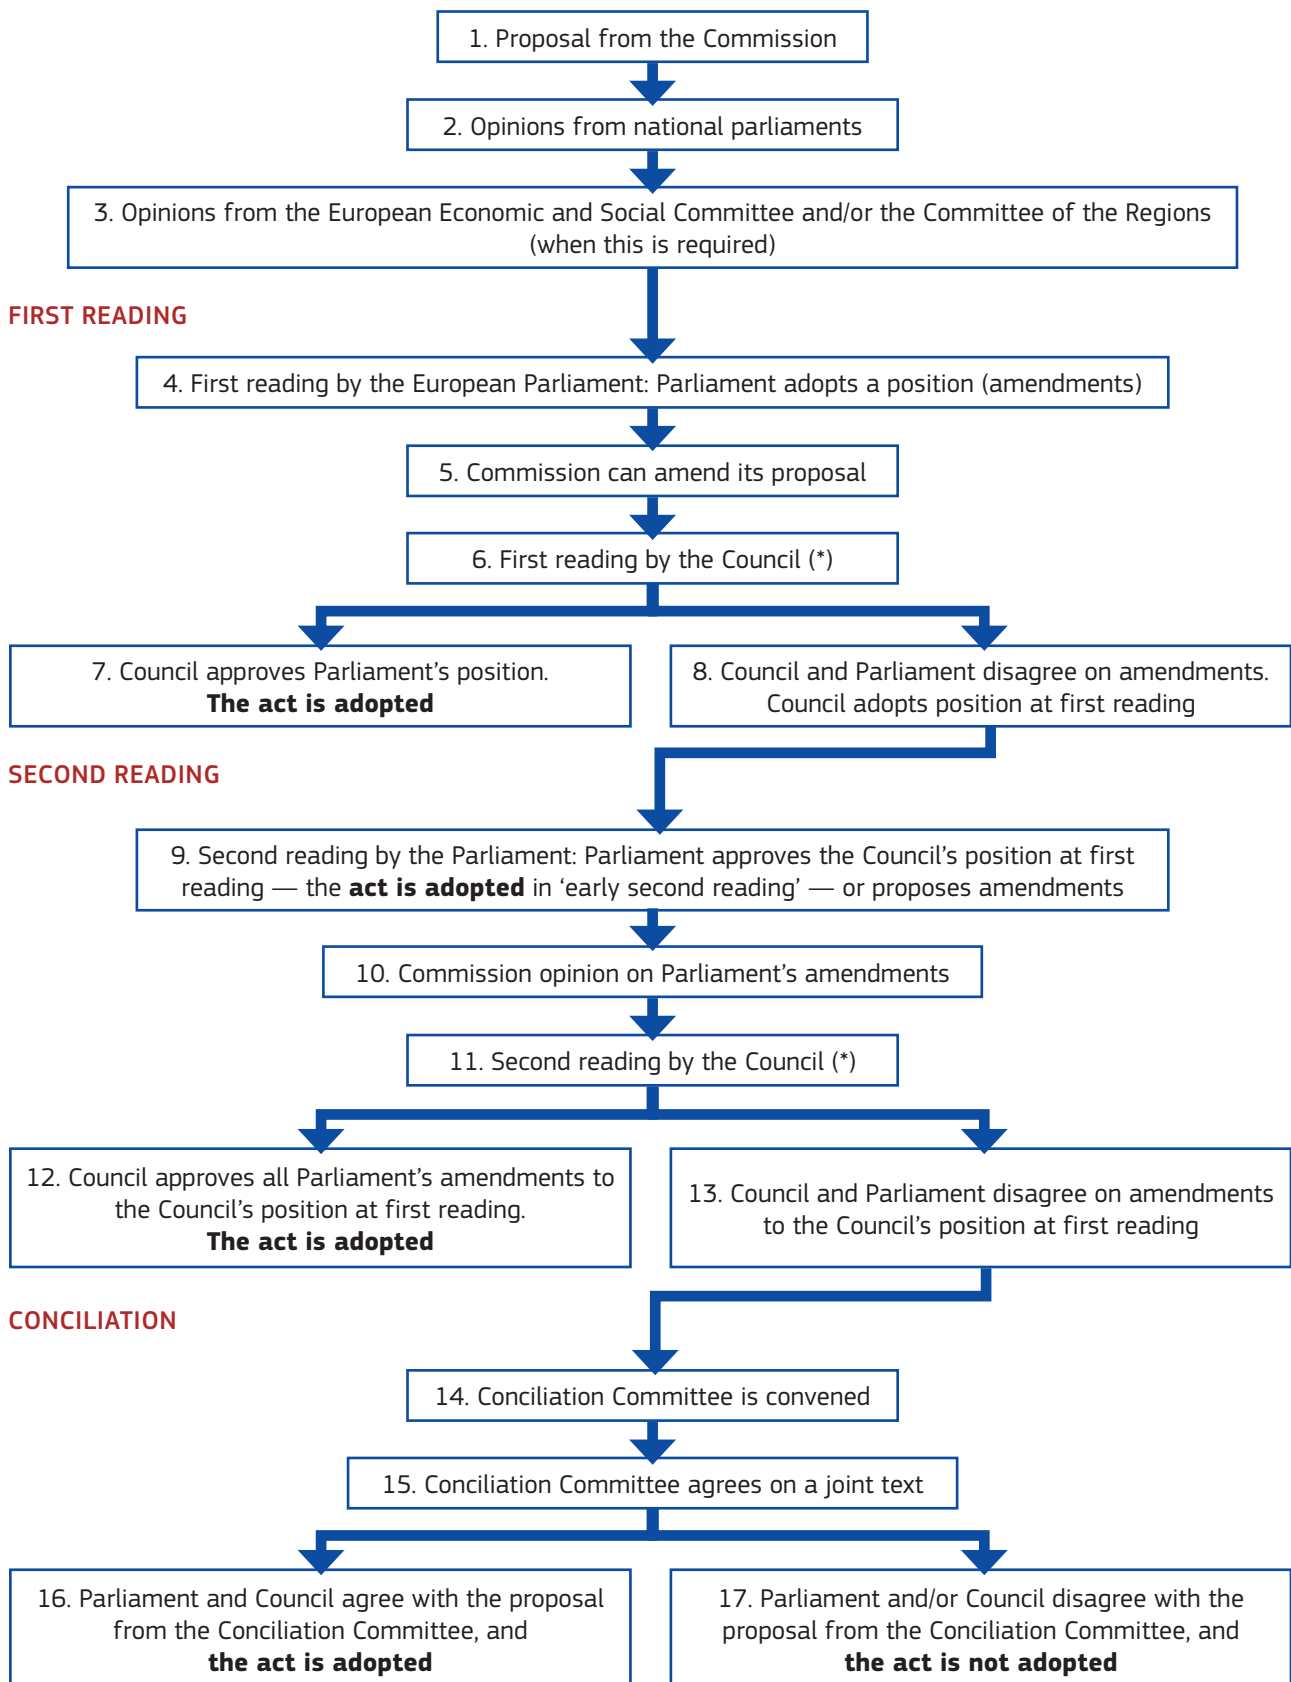 1. Proposal from the Commission
2. Opinions from national parliaments
3. Opinions from the European Economic and Social Committee and/or the Committee of the Regions
(when this is required)
FIRST READING
4. First reading by the European Parliament: Parliament adopts a position (amendments)
5. Commission can amend its proposal
6. First reading by the Council (*)
7. Council approves Parliament’s position.
The act is adopted
8. Council and Parliament disagree on amendments.
Council adopts position at first reading
SECOND READING
9. Second reading by the Parliament: Parliament approves the Council’s position at first
reading — the act is adopted in ‘early second reading’ — or proposes amendments
10. Commission opinion on Parliament’s amendments
11. Second reading by the Council (*)
12. Council approves all Parliament’s amendments to
the Council’s position at first reading.
The act is adopted
13. Council and Parliament disagree on amendments
to the Council’s position at first reading
CONCILIATION
14. Conciliation Committee is convened
15. Conciliation Committee agrees on a joint text
16. Parliament and Council agree with the proposal
from the Conciliation Committee, and
the act is adopted
17. Parliament and/or Council disagree with the
proposal from the Conciliation Committee, and
the act is not adopted